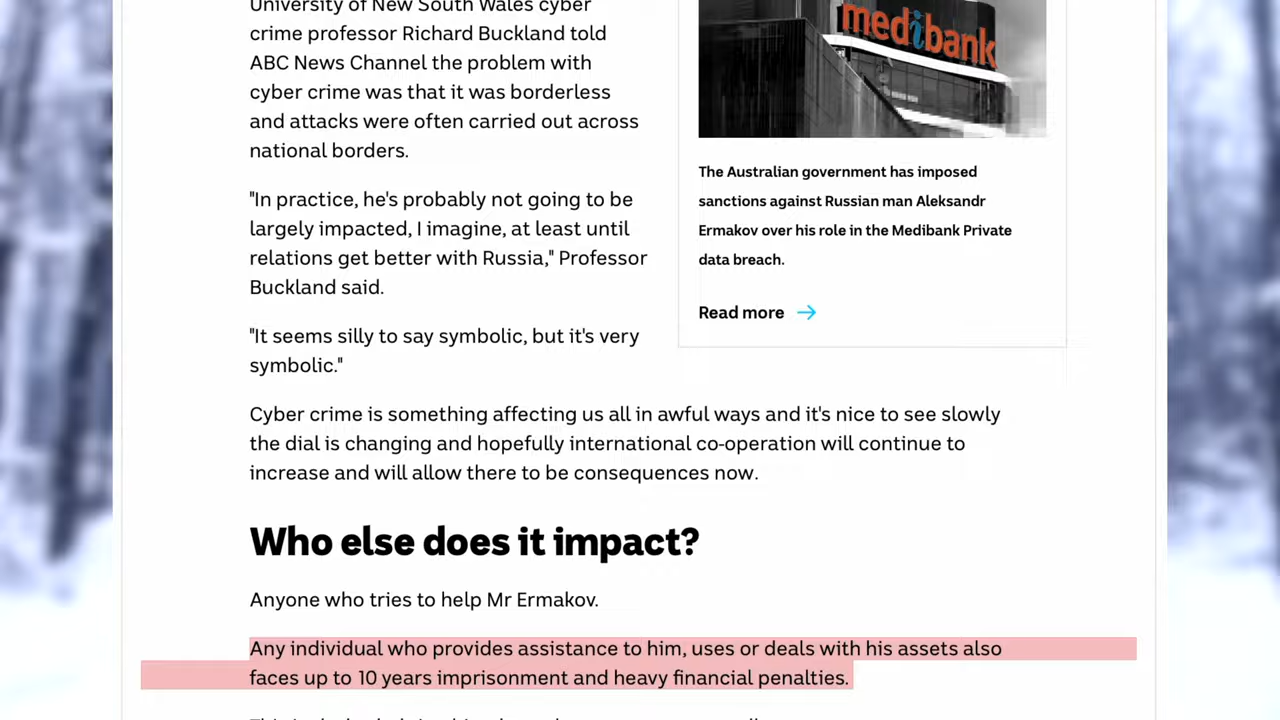 University of New South Wales cyber
crime professor Richard Buckland told
ABC News Channel the problem with
cyber crime was that it was borderless
and attacks were often carried out across
national borders.
"In practice, he's probably not going to be
largely impacted, I imagine, at least until
relations get better with Russia," Professor
Buckland said.
"It seems silly to say symbolic, but it's very
symbolic."
medibank
The Australian government has imposed
sanctions against Russian man Aleksandr
Ermakov over his role in the Medibank Private
data breach.
Read more
Cyber crime is something affecting us all in awful ways and it's nice to see slowly
the dial is changing and hopefully international co-operation will continue to
increase and will allow there to be consequences now.
Who else does it impact?
Anyone who tries to help Mr Ermakov.
Any individual who provides assistance to him, uses or deals with his assets also
faces up to 10 years imprisonment and heavy financial penalties.